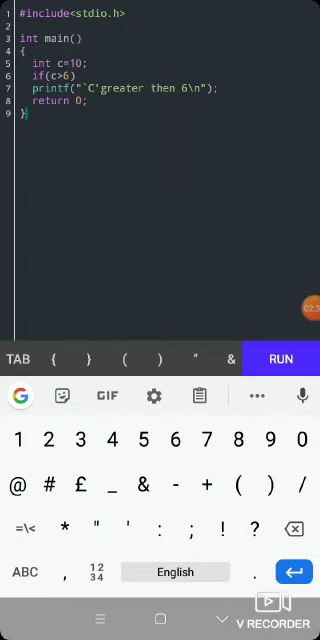 1 #include<stdio.h>
2
3 int main()
4 {
5 int c=10;
6 if(c>6)
7 printf("`C'greater then 6\n");
8 return 0;
9 }
02:3
TAB { } ( ) " & RUN
G GIF
1 2 3 4 5 6 7 8 9 0
@ # £ _ & - + ( ) /
=\< * " ' : ; ! ?
ABC , 12 34 English .
V RECORDER